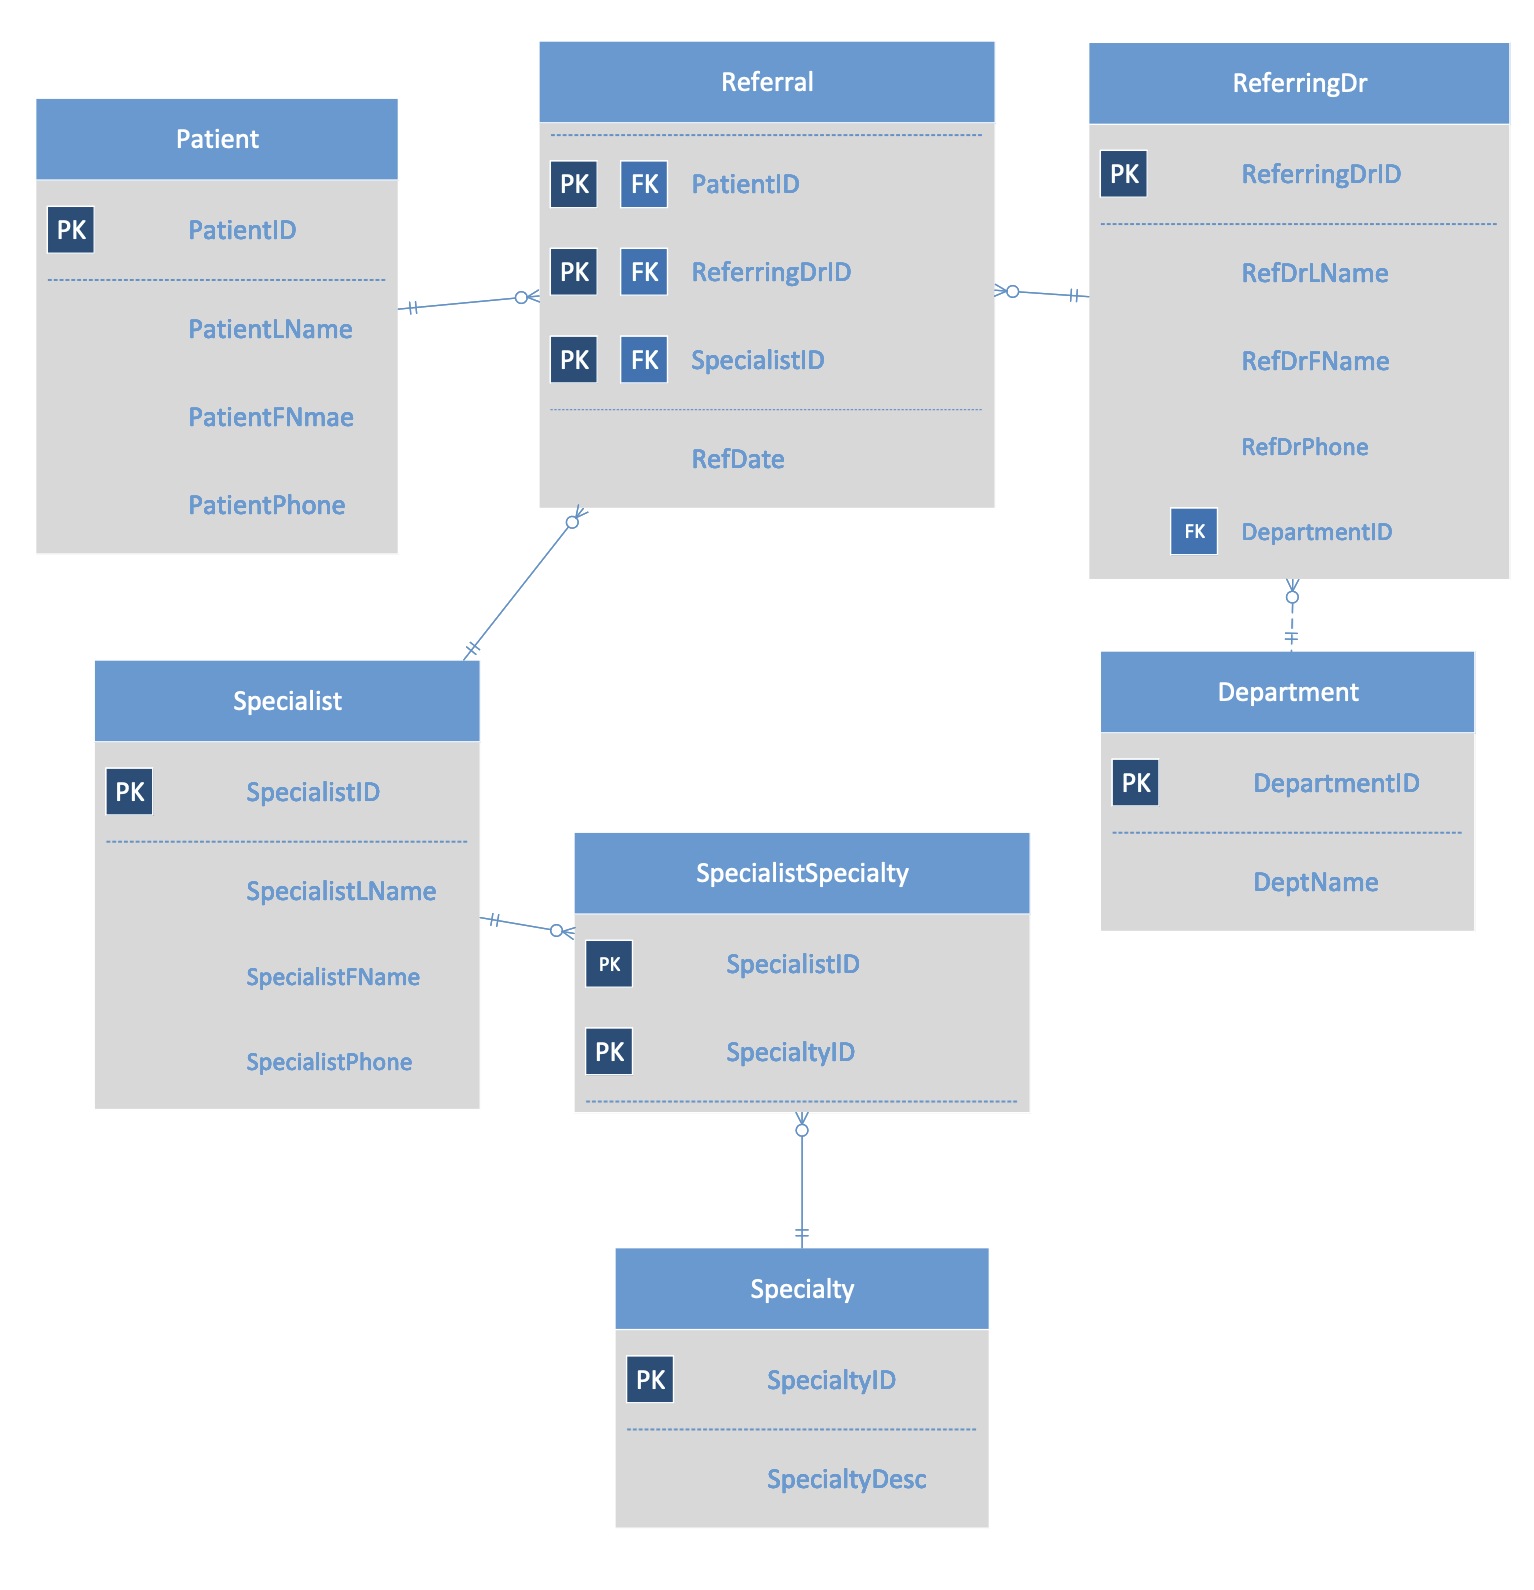 Patient
PK PatientID
PatientLName
PatientFNmae
PatientPhone
Referral
PK FK PatientID
PK FK ReferringDrID
PK FK SpecialistID
RefDate
ReferringDr
PK ReferringDrID
RefDrLName
RefDrFName
RefDrPhone
FK DepartmentID
Specialist
PK SpecialistID
SpecialistLName
SpecialistFName
SpecialistPhone
SpecialistSpecialty
PK SpecialistID
PK SpecialtyID
Department
PK DepartmentID
DeptName
Specialty
PK SpecialtyID
SpecialtyDesc